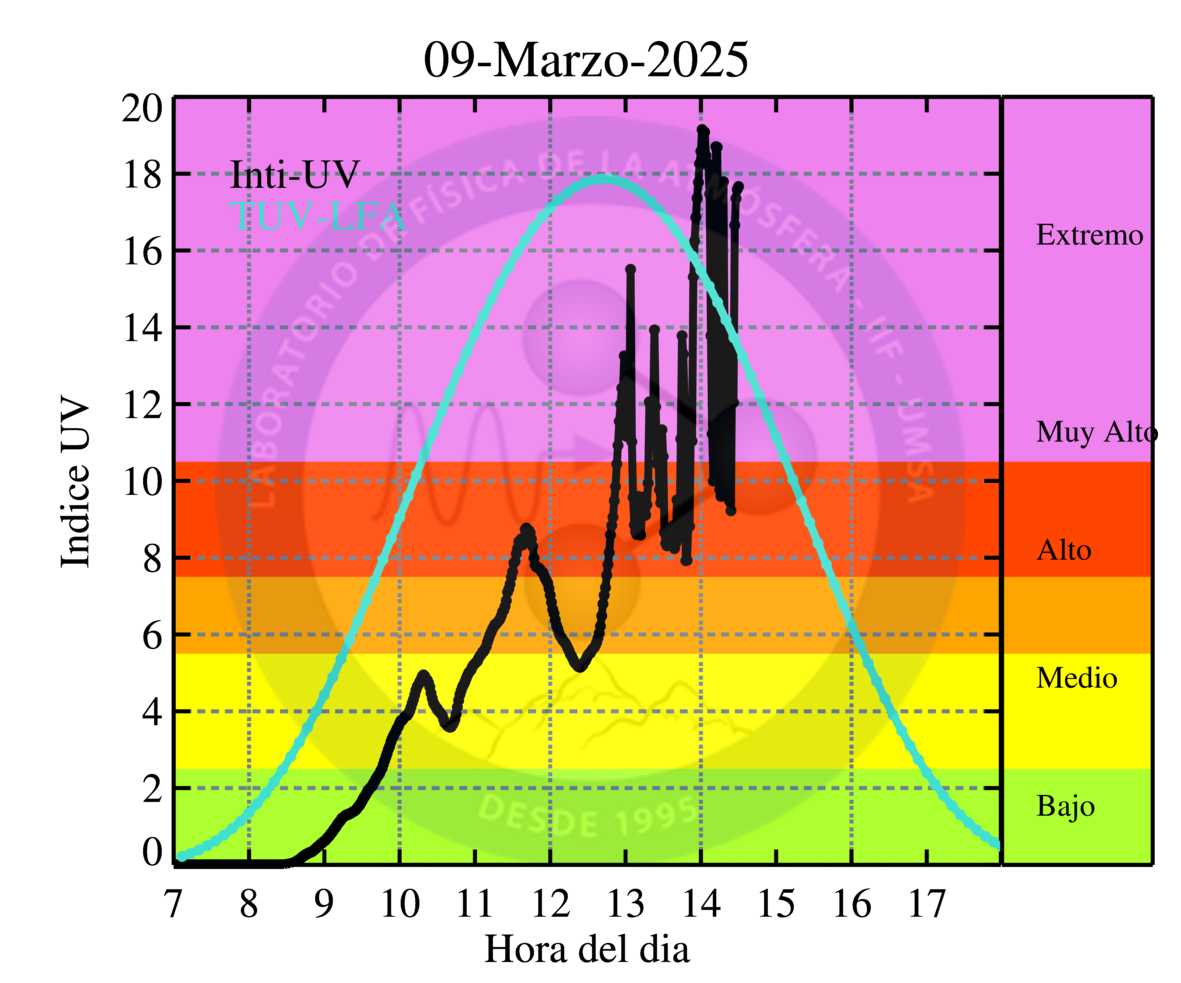 09-Marzo-2025
20
18
16
14
12
10
8
6
4
2
0
Indice UV
Inti-UV
TUV-LFA
LABORATORIO DE FÍSICA DE LA ATMÓSFERA - IIF - UMSA
DESDE 1995
Extremo
Muy Alto
Alto
Medio
Bajo
7 8 9 10 11 12 13 14 15 16 17
Hora del dia